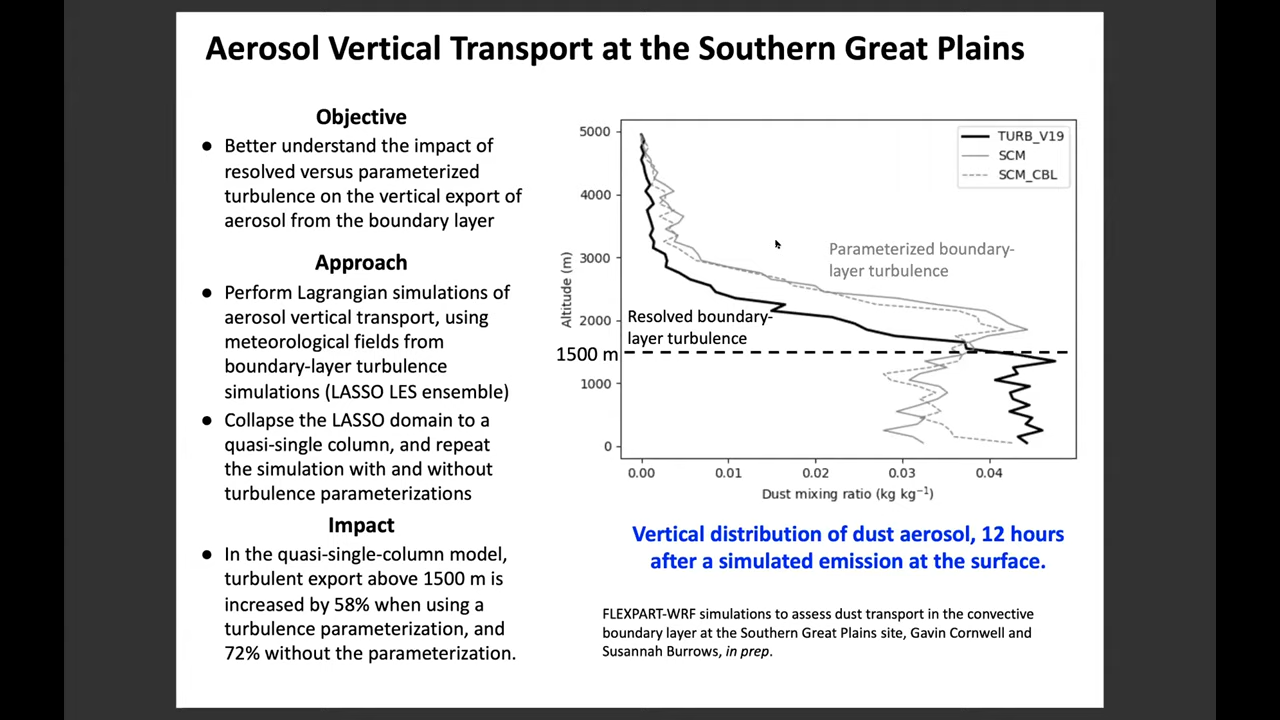 Aerosol Vertical Transport at the Southern Great Plains
Objective
● Better understand the impact of
resolved versus parameterized
turbulence on the vertical export of
aerosol from the boundary layer
Approach
● Perform Lagrangian simulations of
aerosol vertical transport, using
meteorological fields from
boundary-layer turbulence
simulations (LASSO LES ensemble)
● Collapse the LASSO domain to a
quasi-single column, and repeat
the simulation with and without
turbulence parameterizations
Impact
● In the quasi-single-column model,
turbulent export above 1500 m is
increased by 58% when using a
turbulence parameterization, and
72% without the parameterization.
5000
4000
3000
2000
1500 m
1000
0
Altitude (m)
TURB_V19
SCM
SCM_CBL
Parameterized boundary-
layer turbulence
Resolved boundary-
layer turbulence
0.00 0.01 0.02 0.03 0.04
Dust mixing ratio (kg kg⁻¹)
Vertical distribution of dust aerosol, 12 hours
after a simulated emission at the surface.
FLEXPART-WRF simulations to assess dust transport in the convective
boundary layer at the Southern Great Plains site, Gavin Cornwell and
Susannah Burrows, in prep.